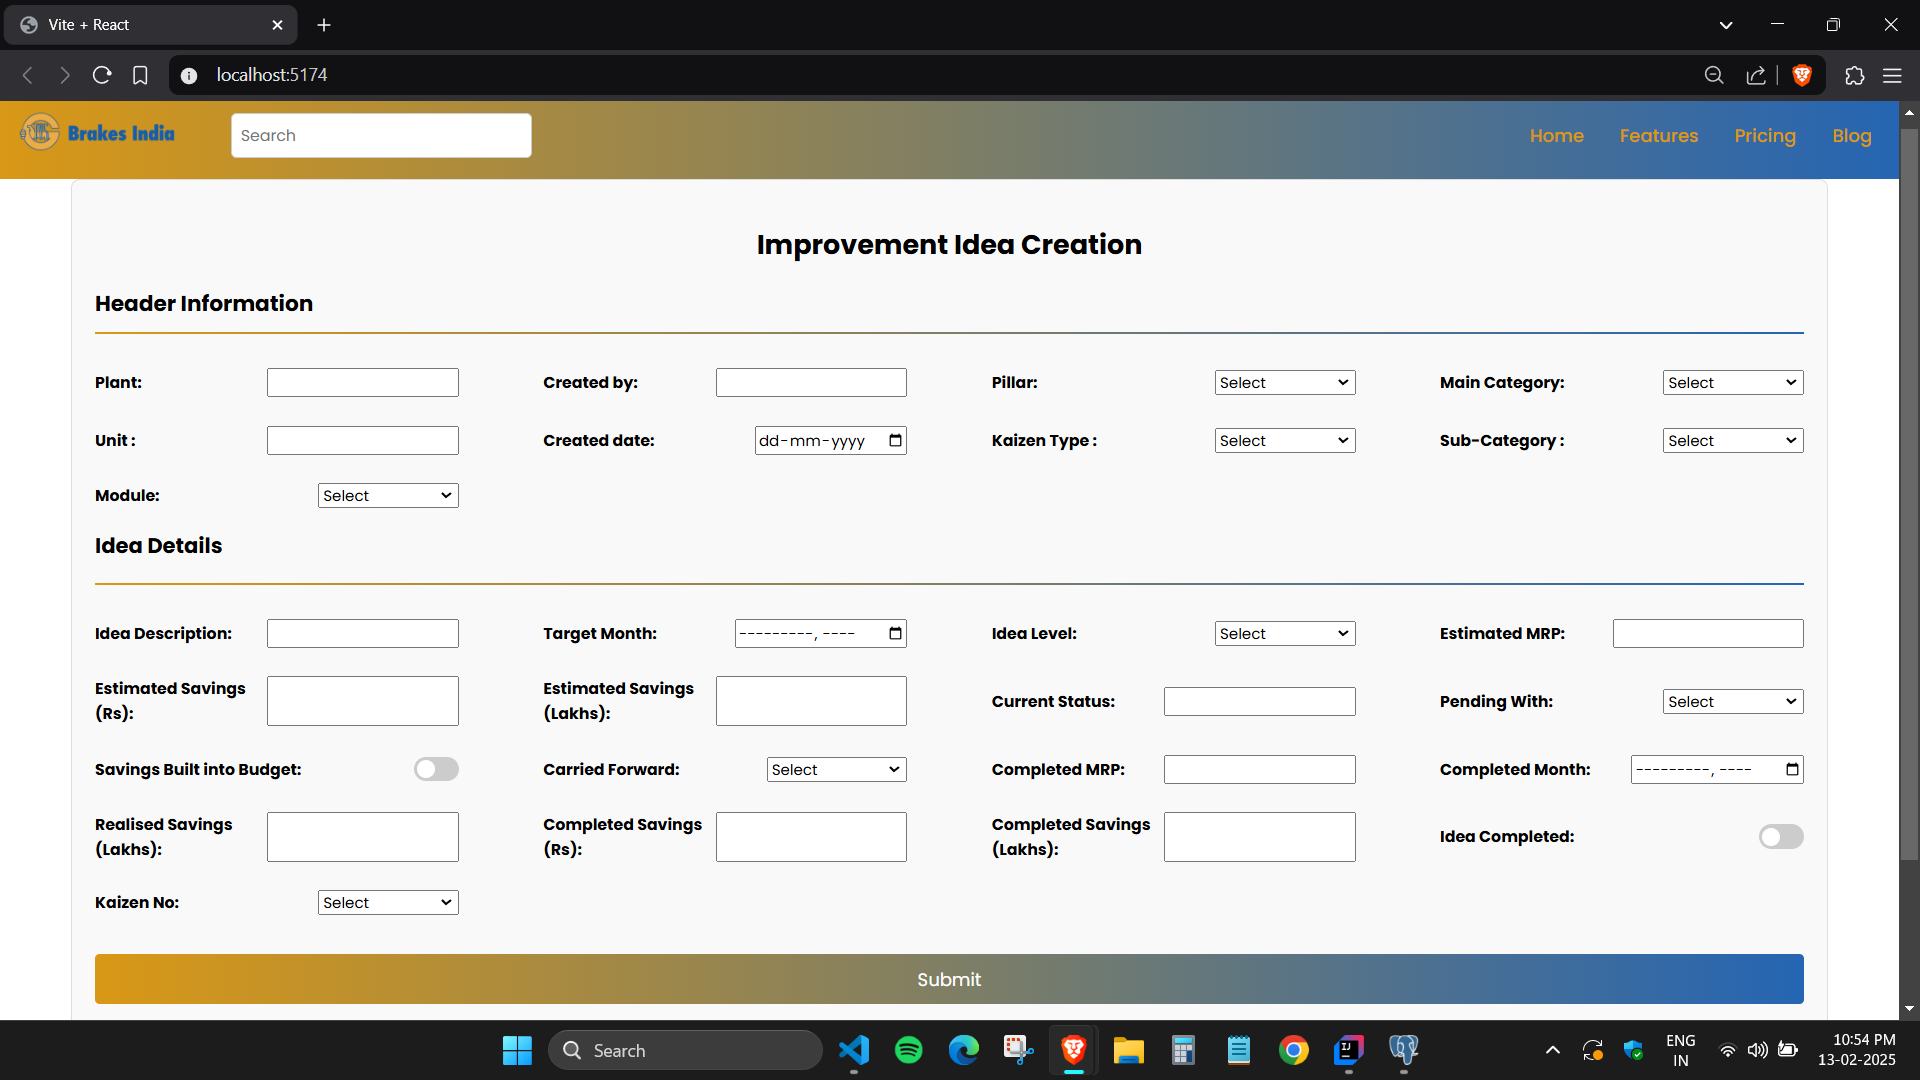 Vite + React
localhost:5174
Brakes India
Search
Home
Features
Pricing
Blog
Improvement Idea Creation
Header Information
Plant:
Created by:
Pillar:
Select
Main Category:
Select
Unit :
Created date:
dd-mm-yyyy
Kaizen Type :
Select
Sub-Category :
Select
Module:
Select
Idea Details
Idea Description:
Target Month:
---------, ----
Idea Level:
Select
Estimated MRP:
Estimated Savings
(Rs):
Estimated Savings
(Lakhs):
Current Status:
Pending With:
Select
Savings Built into Budget:
Carried Forward:
Select
Completed MRP:
Completed Month:
---------, ----
Realised Savings
(Lakhs):
Completed Savings
(Rs):
Completed Savings
(Lakhs):
Idea Completed:
Kaizen No:
Select
Submit
Search
IJ
ENG
IN
10:54 PM
13-02-2025